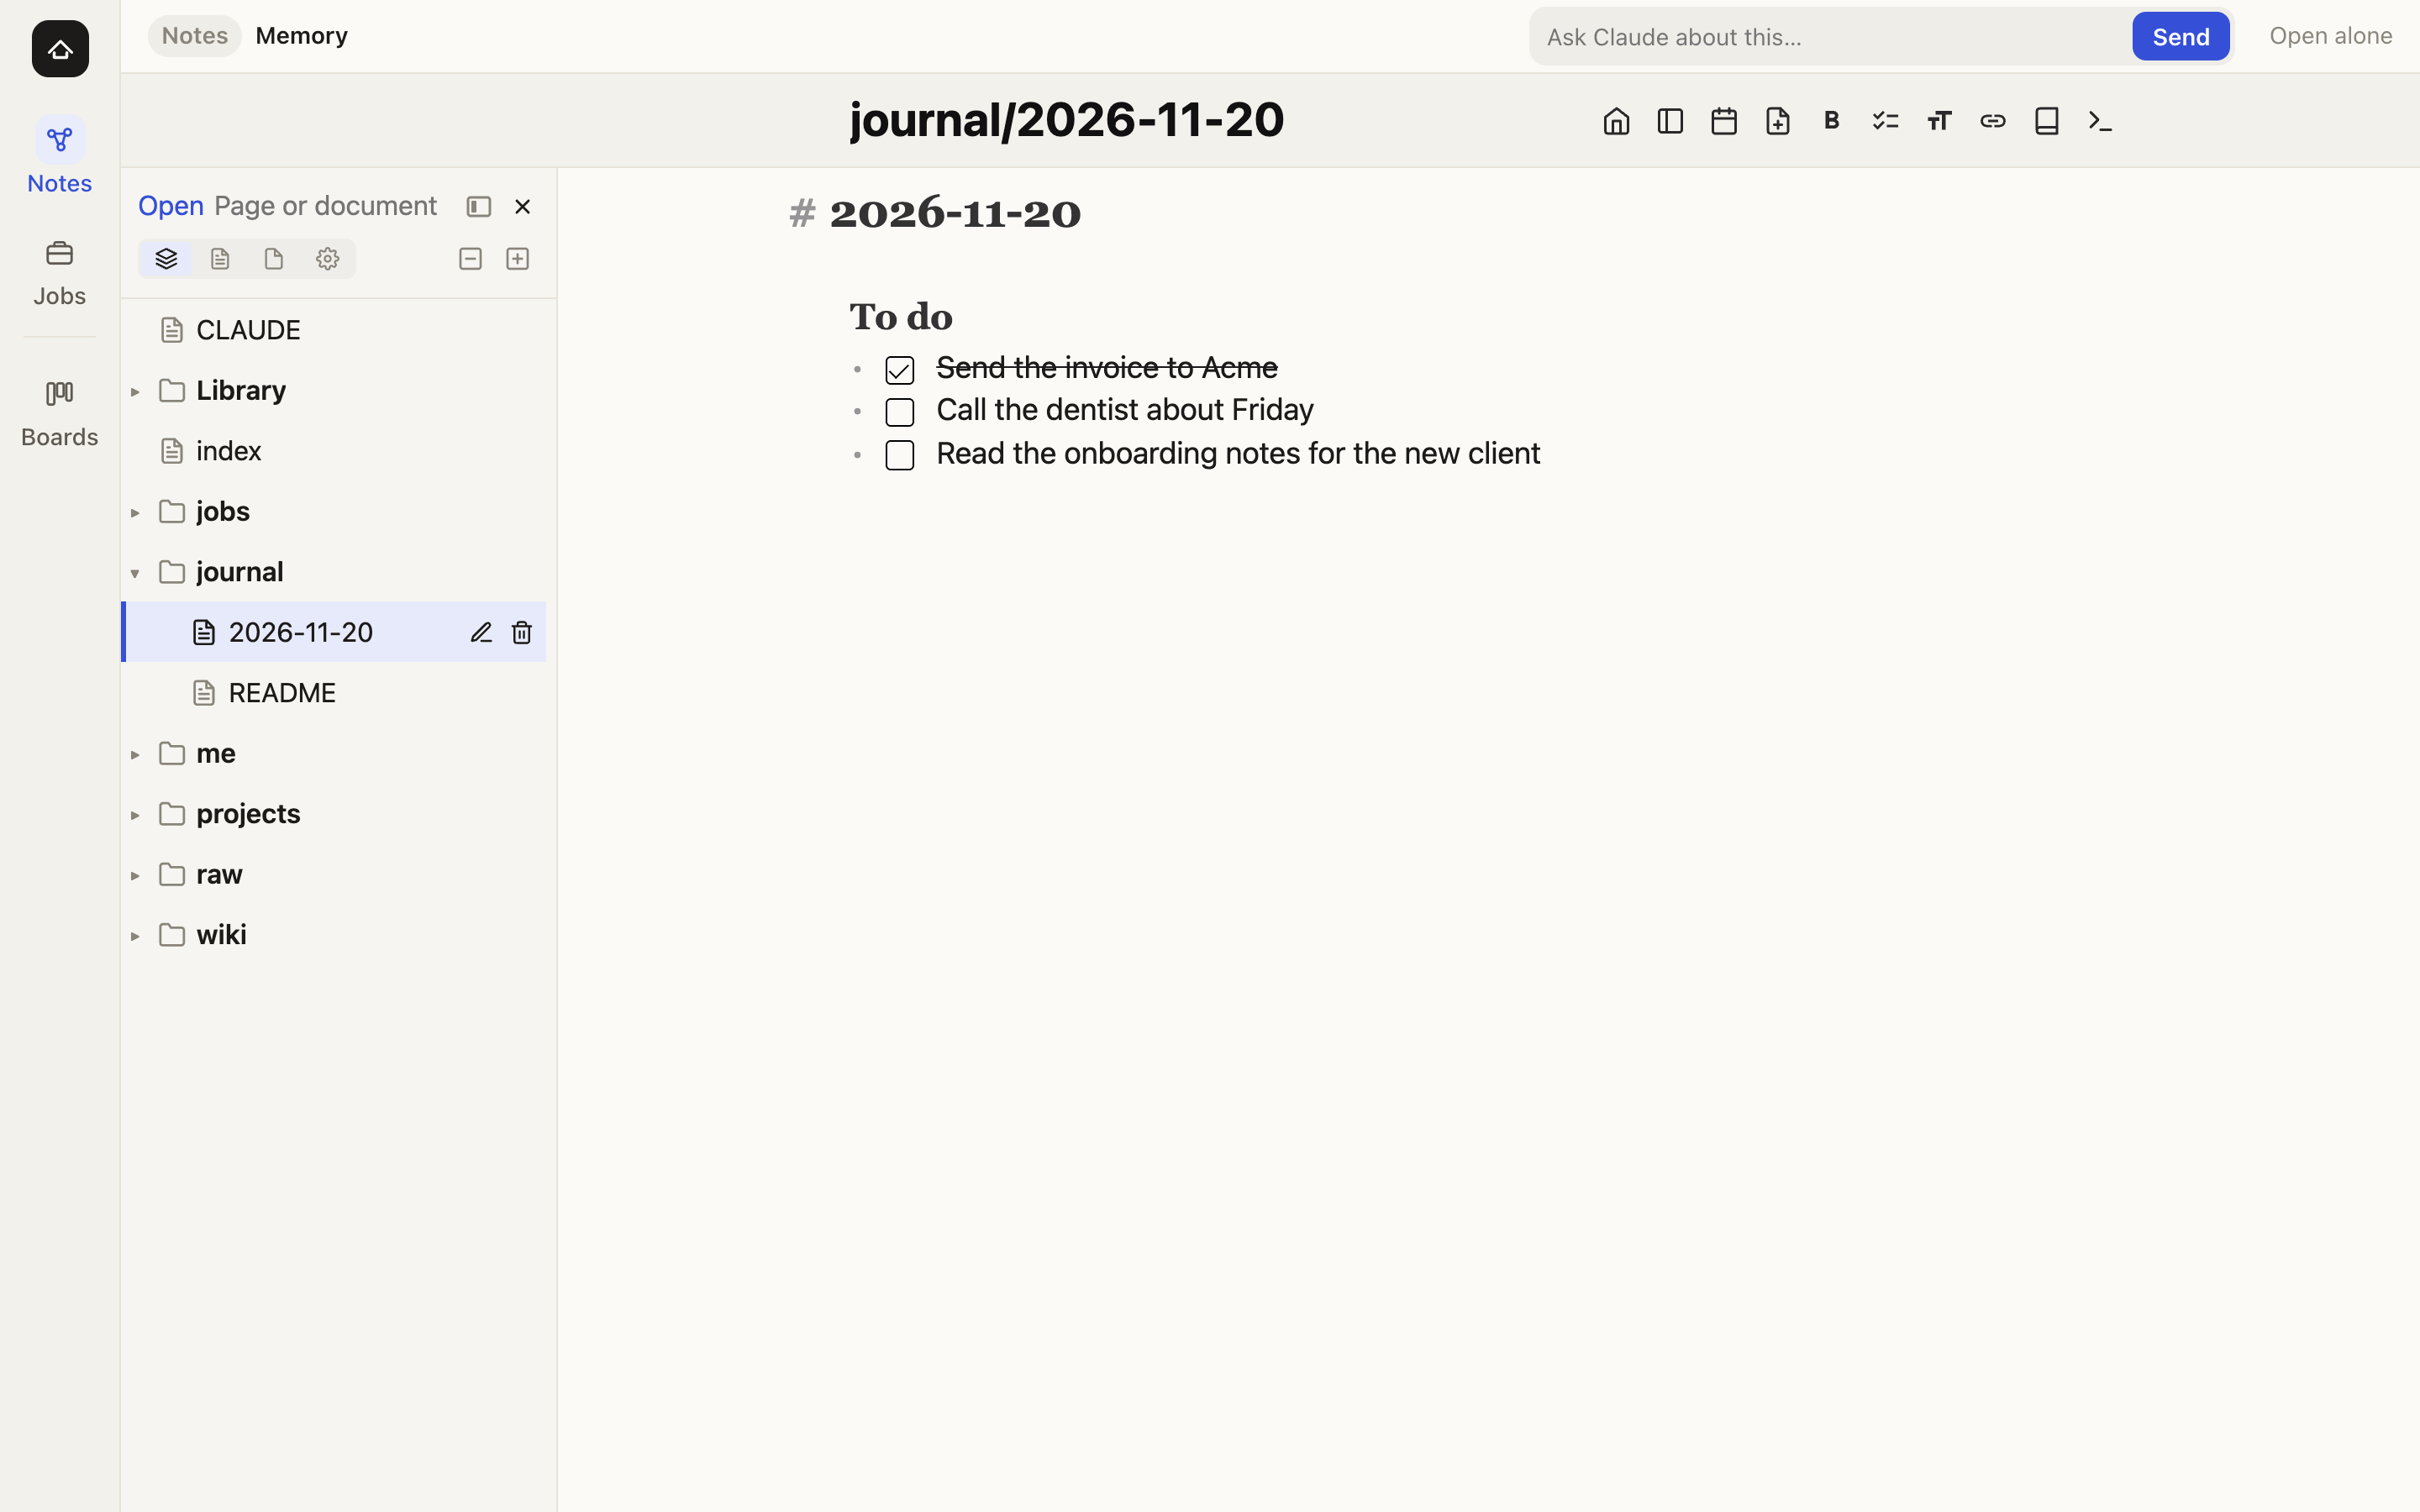 Notes
Memory
Ask Claude about this...
Send
Open alone
Notes
Jobs
Boards
journal/2026-11-20
Open Page or document
CLAUDE
Library
index
jobs
journal
2026-11-20
README
me
projects
raw
wiki
# 2026-11-20
To do
Send the invoice to Acme
Call the dentist about Friday
Read the onboarding notes for the new client